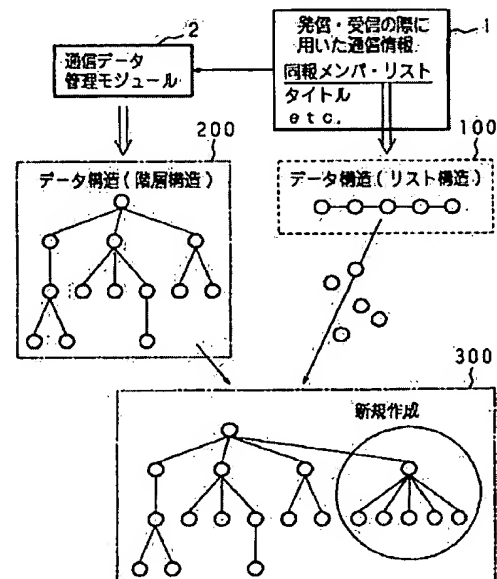 発信・受信の際に
用いた通信情報
同報メンバ・リスト
タイトル
etc.
1
2
通信データ
管理モジュール
200
データ構造(階層構造)
100
データ構造(リスト構造)
300
新規作成